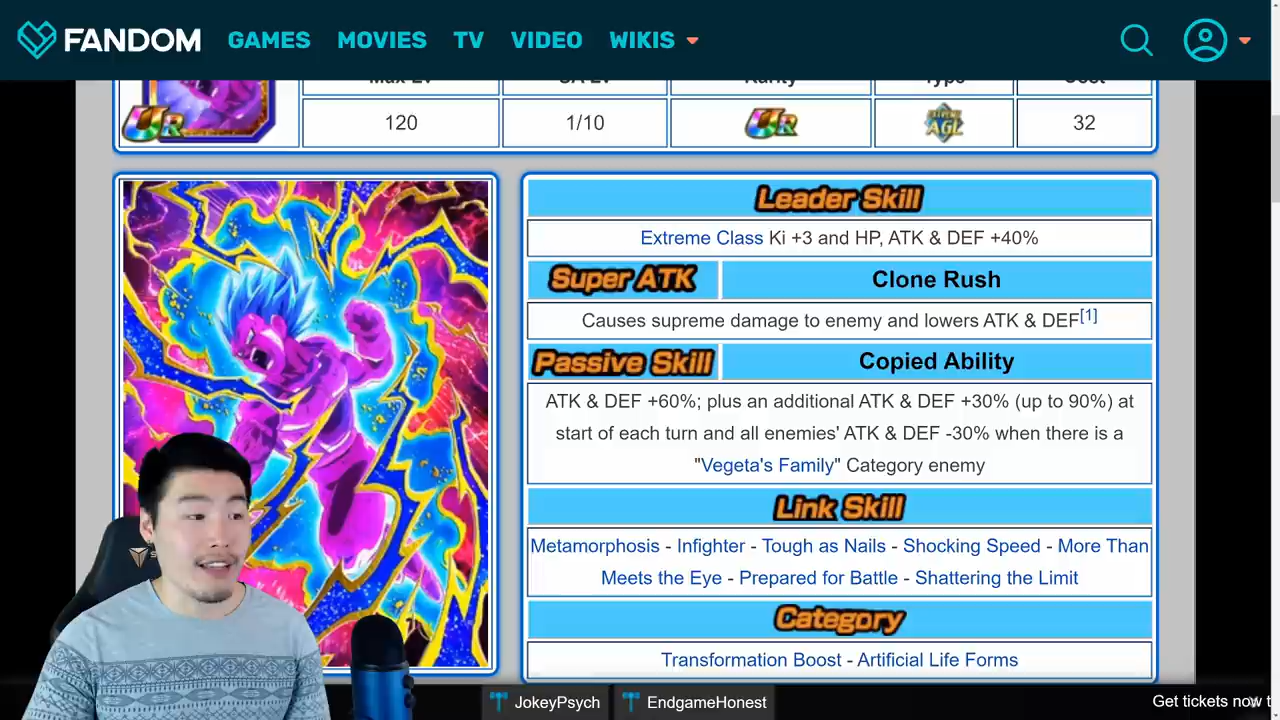 FANDOM GAMES MOVIES TV VIDEO WIKIS
UR 120 1/10 UR EXTREME AGL 32
Leader Skill
Extreme Class Ki +3 and HP, ATK & DEF +40%
Super ATK Clone Rush
Causes supreme damage to enemy and lowers ATK & DEF[1]
Passive Skill Copied Ability
ATK & DEF +60%; plus an additional ATK & DEF +30% (up to 90%) at
start of each turn and all enemies' ATK & DEF -30% when there is a
"Vegeta's Family" Category enemy
Link Skill
Metamorphosis - Infighter - Tough as Nails - Shocking Speed - More Than
Meets the Eye - Prepared for Battle - Shattering the Limit
Category
Transformation Boost - Artificial Life Forms
JokeyPsych EndgameHonest Get tickets now t